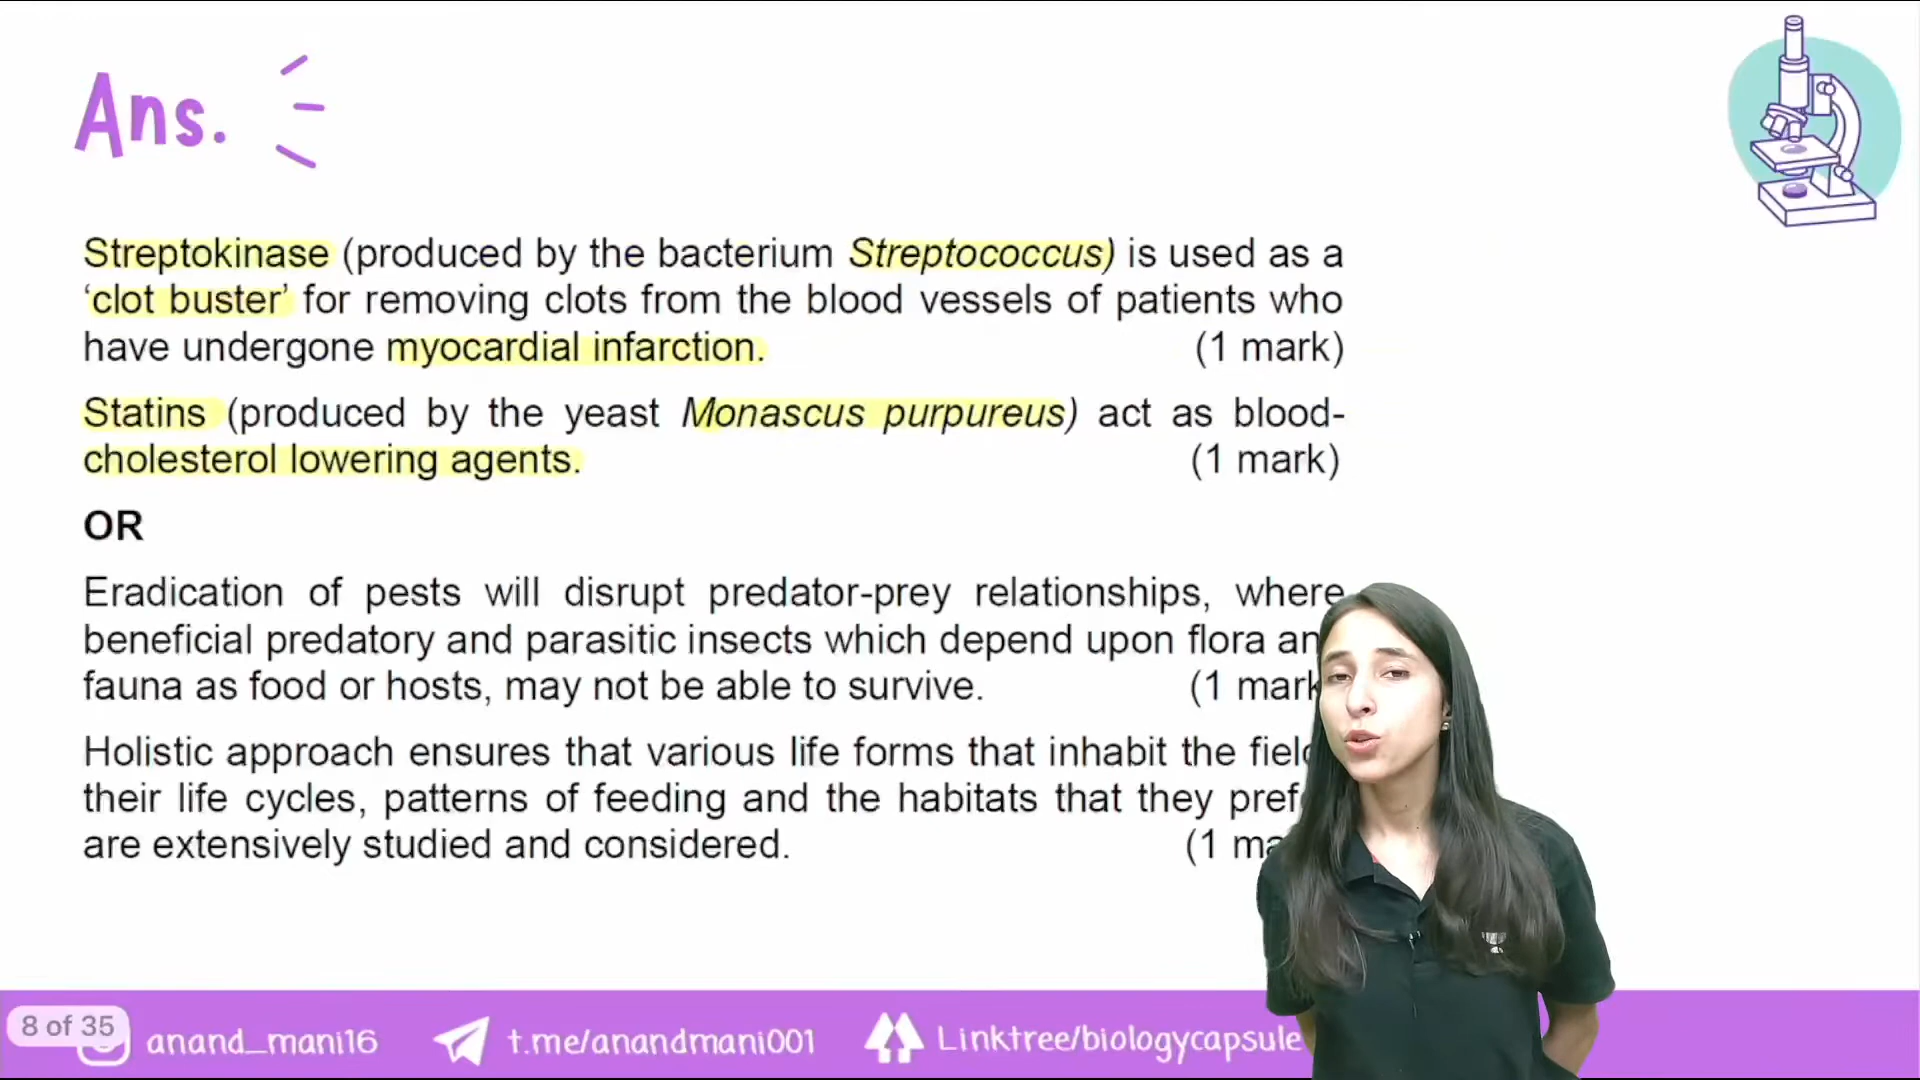 Ans.
Streptokinase (produced by the bacterium Streptococcus) is used as a
‘clot buster’ for removing clots from the blood vessels of patients who
have undergone myocardial infarction. (1 mark)
Statins (produced by the yeast Monascus purpureus) act as blood-
cholesterol lowering agents. (1 mark)
OR
Eradication of pests will disrupt predator-prey relationships, where
beneficial predatory and parasitic insects which depend upon flora an
fauna as food or hosts, may not be able to survive. (1 mark
Holistic approach ensures that various life forms that inhabit the fiel
their life cycles, patterns of feeding and the habitats that they pref
are extensively studied and considered. (1 ma
8 of 35
anand_mani16 t.me/anandmani001 Linktree/biologycapsule